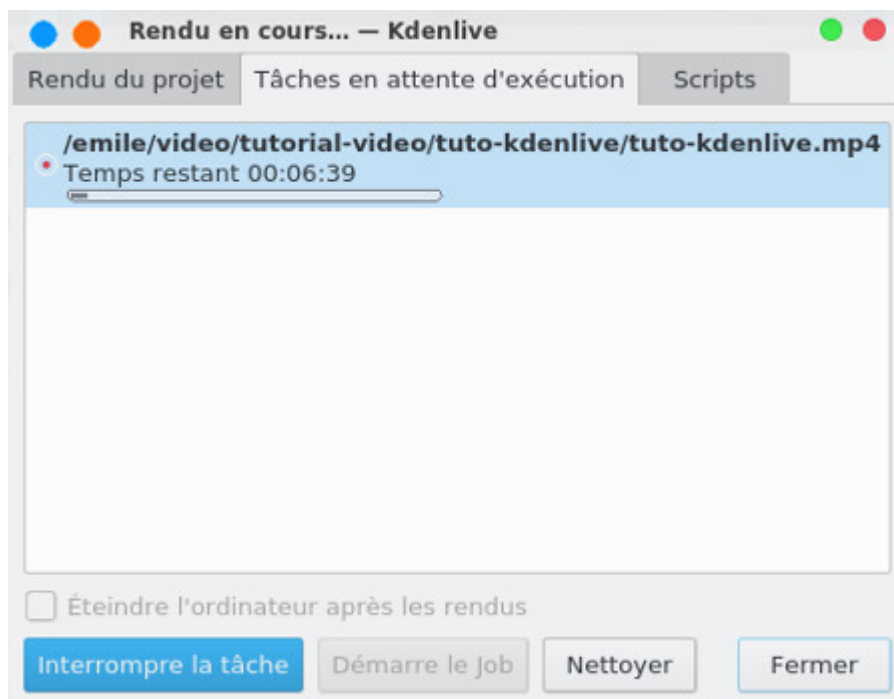 Rendu en cours... — Kdenlive
Rendu du projet Tâches en attente d'exécution Scripts
/emile/video/tutorial-video/tuto-kdenlive/tuto-kdenlive.mp4
Temps restant 00:06:39
Éteindre l'ordinateur après les rendus
Interrompre la tâche Démarre le Job Nettoyer Fermer